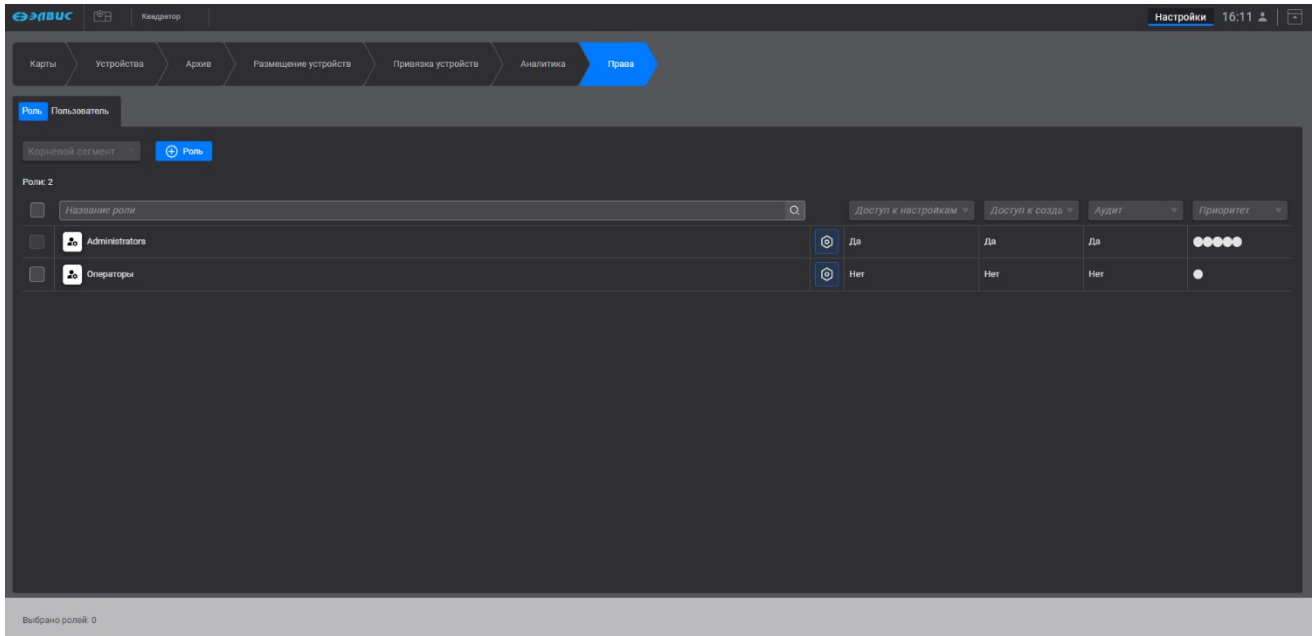 ЭЛВИС Квадратор Настройки 16:11
Карты Устройства Архив Размещение устройств Привязка устройств Аналитика Права
Роль Пользователь
Корневой сегмент Роль
Роли: 2
Название роли Доступ к настройкам Доступ к созда Аудит Приоритет
Administrators Да Да Да
Операторы Нет Нет Нет
Выбрано ролей: 0